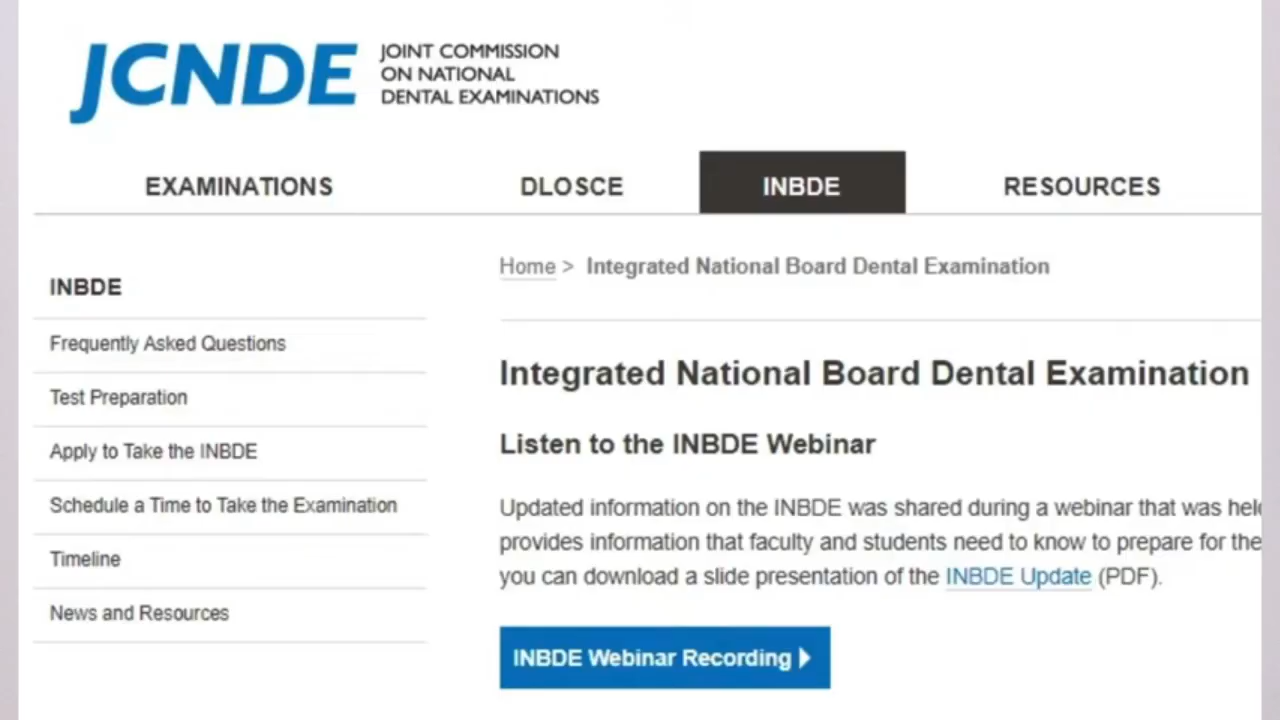 JCNDE
JOINT COMMISSION
ON NATIONAL
DENTAL EXAMINATIONS
EXAMINATIONS DLOSCE INBDE RESOURCES
INBDE
Frequently Asked Questions
Test Preparation
Apply to Take the INBDE
Schedule a Time to Take the Examination
Timeline
News and Resources
Home > Integrated National Board Dental Examination
Integrated National Board Dental Examination
Listen to the INBDE Webinar
Updated information on the INBDE was shared during a webinar that was
provides information that faculty and students need to know to prepare for the
you can download a slide presentation of the INBDE Update (PDF).
INBDE Webinar Recording